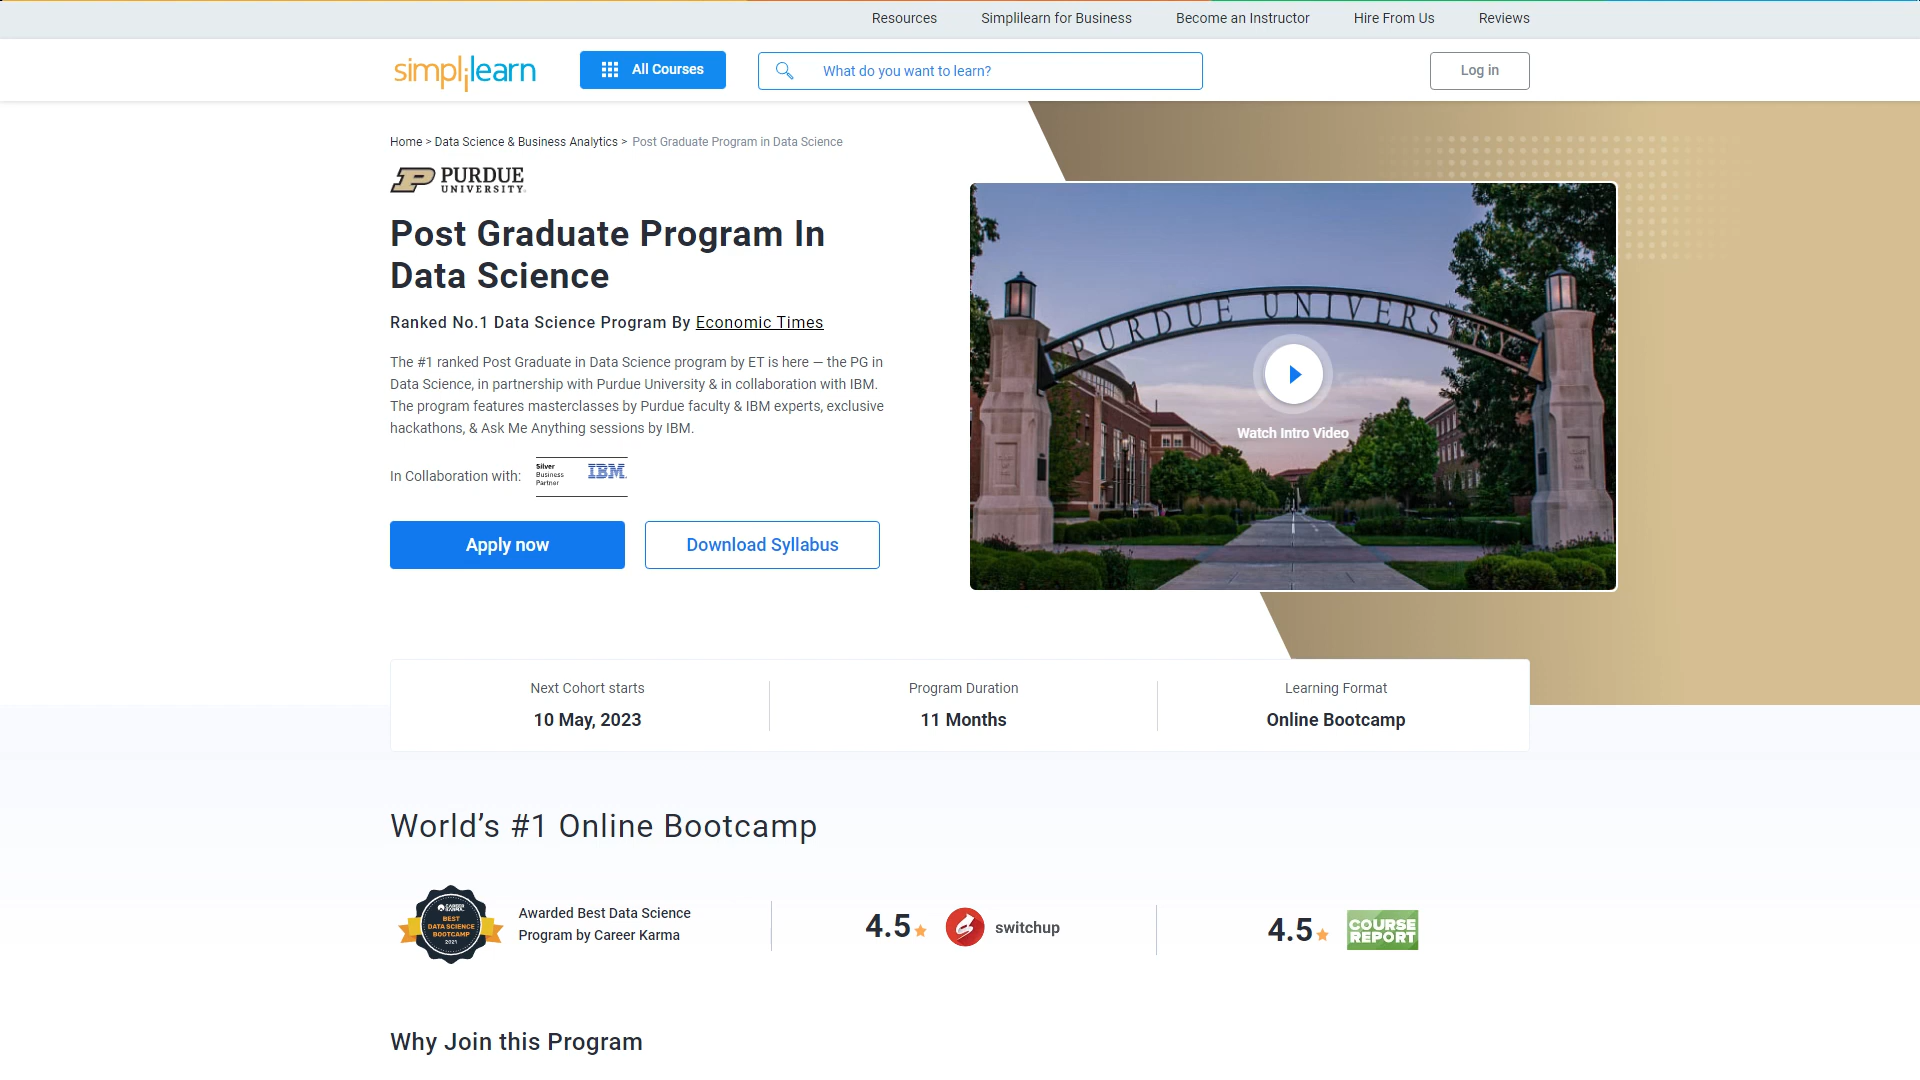 Resources Simplilearn for Business Become an Instructor Hire From Us Reviews
simplilearn All Courses What do you want to learn? Log in
Home > Data Science & Business Analytics > Post Graduate Program in Data Science
PURDUE
UNIVERSITY
Post Graduate Program In
Data Science
Ranked No.1 Data Science Program By Economic Times
The #1 ranked Post Graduate in Data Science program by ET is here — the PG in
Data Science, in partnership with Purdue University & in collaboration with IBM.
The program features masterclasses by Purdue faculty & IBM experts, exclusive
hackathons, & Ask Me Anything sessions by IBM.
In Collaboration with:
Silver
Business
Partner
IBM
Apply now Download Syllabus
PURDUE UNIVERSITY
Watch Intro Video
Next Cohort starts
10 May, 2023
Program Duration
11 Months
Learning Format
Online Bootcamp
World’s #1 Online Bootcamp
CAREER
KARMA
BEST
DATA SCIENCE
BOOTCAMP
2021
Awarded Best Data Science
Program by Career Karma
4.5 switchup
4.5 COURSE
REPORT
Why Join this Program